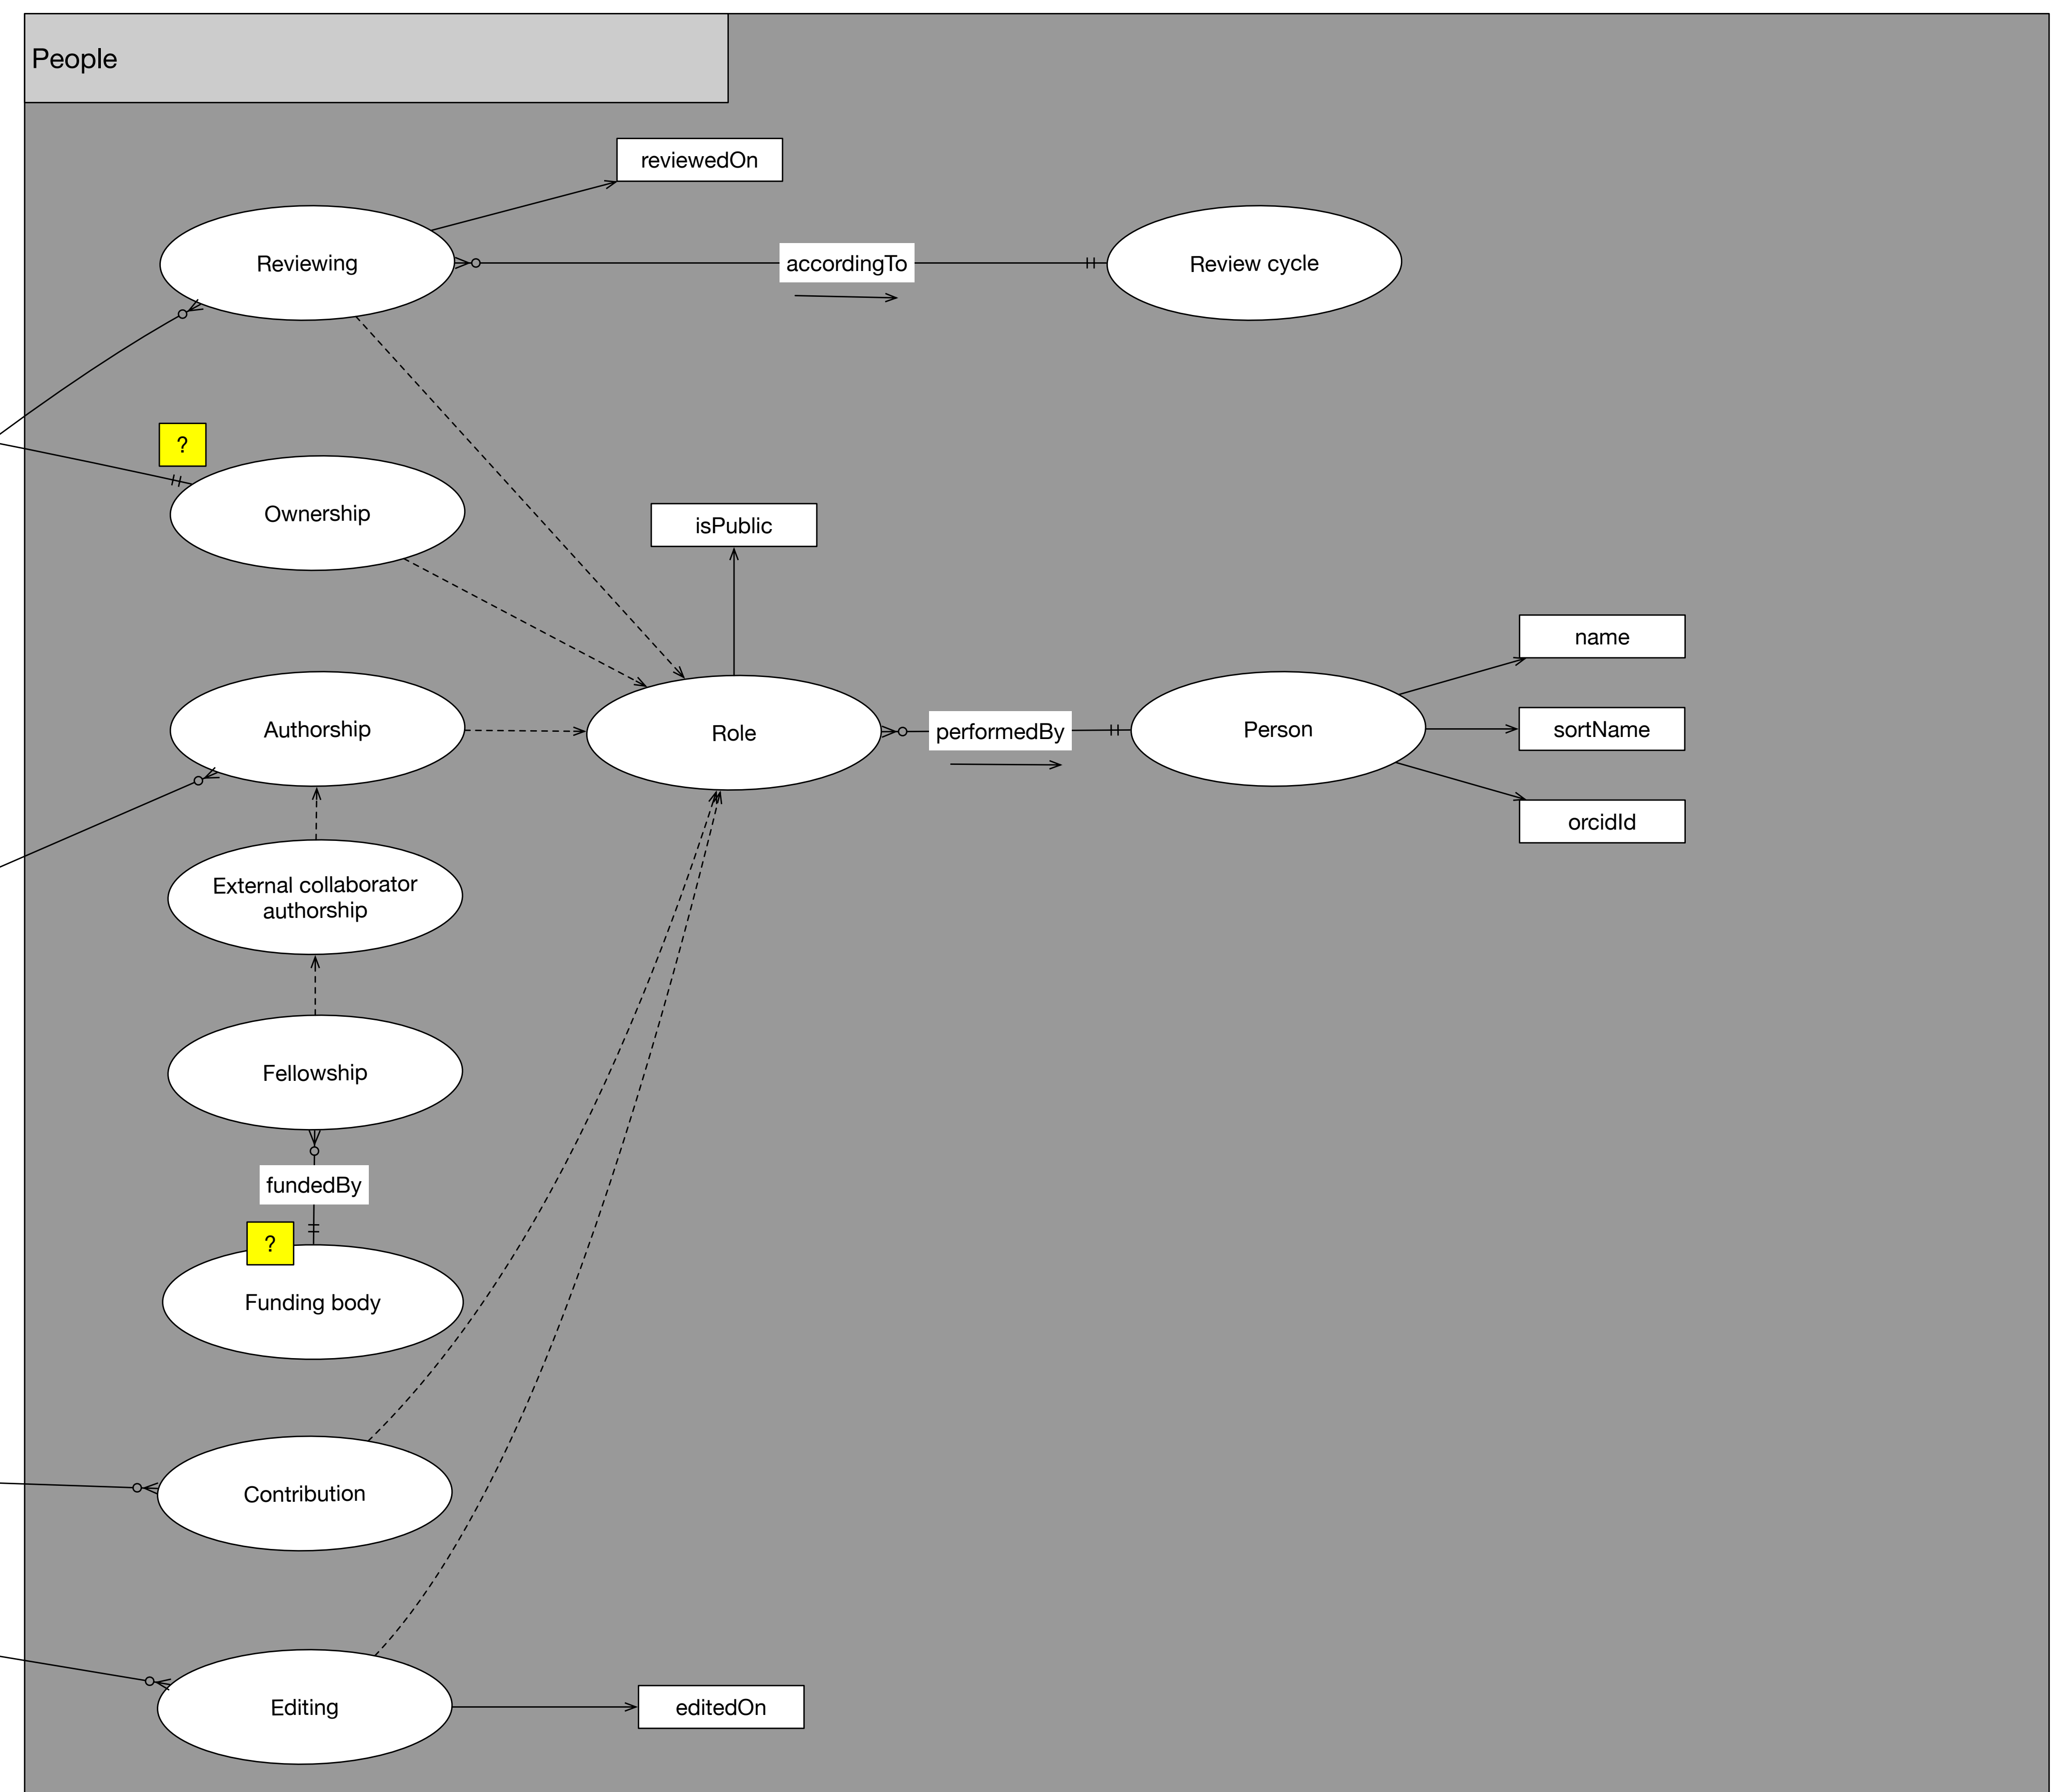 People
reviewedOn
Reviewing
accordingTo
Review cycle
?
Ownership
isPublic
name
Authorship
Role
performedBy
Person
sortName
orcidId
External collaborator
authorship
Fellowship
fundedBy
?
Funding body
Contribution
Editing
editedOn